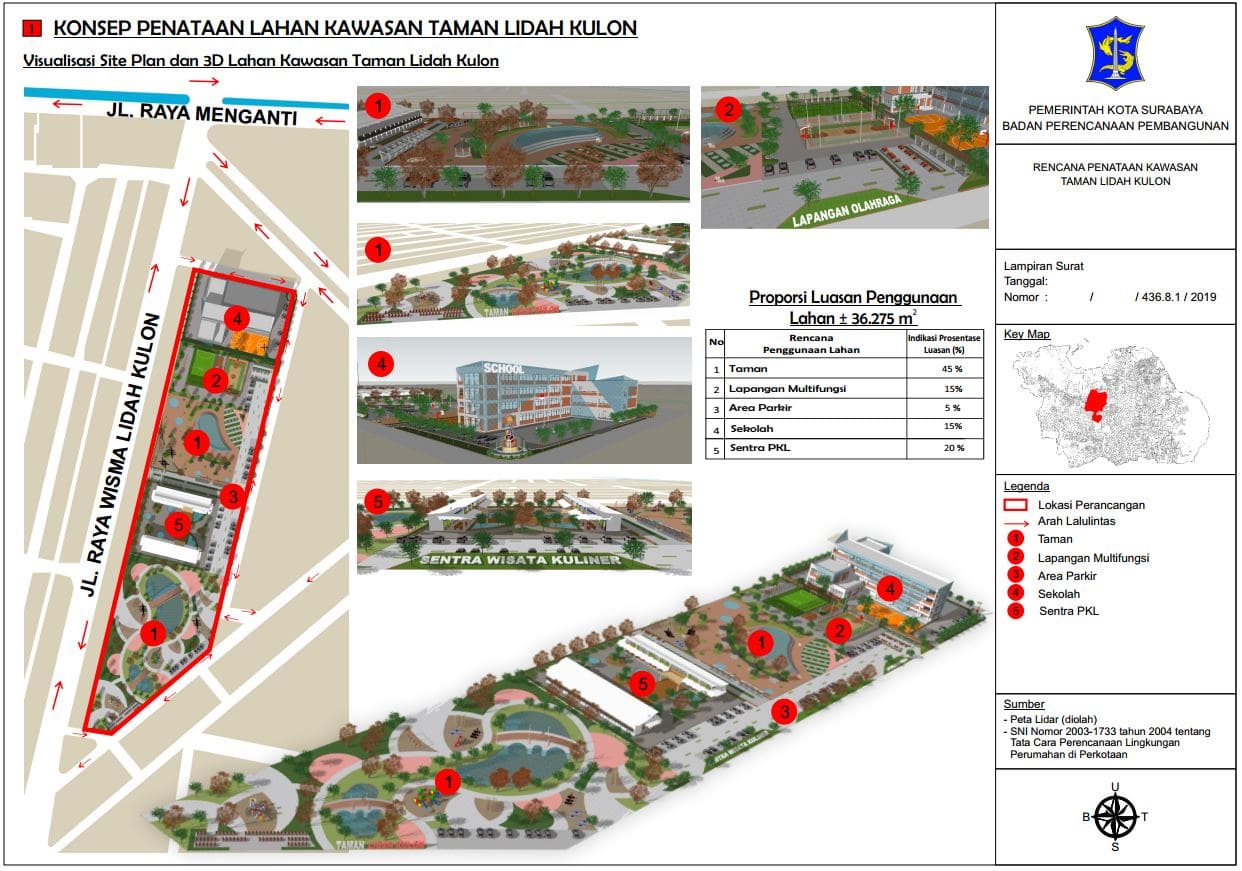 1 KONSEP PENATAAN LAHAN KAWASAN TAMAN LIDAH KULON
Visualisasi Site Plan dan 3D Lahan Kawasan Taman Lidah Kulon
JL. RAYA MENGANTI
JL. RAYA WISMA LIDAH KULON
4
2
1
3
5
1
1
1
TAMAN LIDAH KULON
4
SCHOOL
5
SENTRA WISATA KULINER
2
LAPANGAN OLAHRAGA
Proporsi Luasan Penggunaan
Lahan ± 36.275 m²
No Rencana Penggunaan Lahan Indikasi Prosentase Luasan (%)
1 Taman 45 %
2 Lapangan Multifungsi 15%
3 Area Parkir 5 %
4 Sekolah 15%
5 Sentra PKL 20 %
4
2
1
5
3
1
WISATA KULINER
TAMAN LIDAH KULON
PEMERINTAH KOTA SURABAYA
BADAN PERENCANAAN PEMBANGUNAN
RENCANA PENATAAN KAWASAN
TAMAN LIDAH KULON
Lampiran Surat
Tanggal:
Nomor : / / 436.8.1 / 2019
Key Map
Legenda
Lokasi Perancangan
Arah Lalulintas
1 Taman
2 Lapangan Multifungsi
3 Area Parkir
4 Sekolah
5 Sentra PKL
Sumber
- Peta Lidar (diolah)
- SNI Nomor 2003-1733 tahun 2004 tentang
Tata Cara Perencanaan Lingkungan
Perumahan di Perkotaan
U
B T
S